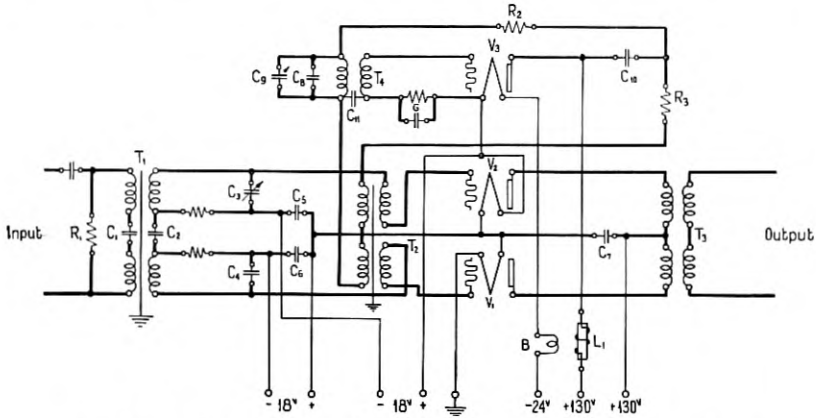 R₂
V₃
C₉
C₈
T₄
C₁₀
C₁₁
G
R₃
T₁
V₂
C₃
C₅
Input
R₁
C₁
C₂
T₃
Output
C₇
C₄
C₆
T₂
V₁
B
L₁
- 18ᵛ +
- 18ᵛ +
-24ᵛ
+130ᵛ
+130ᵛ